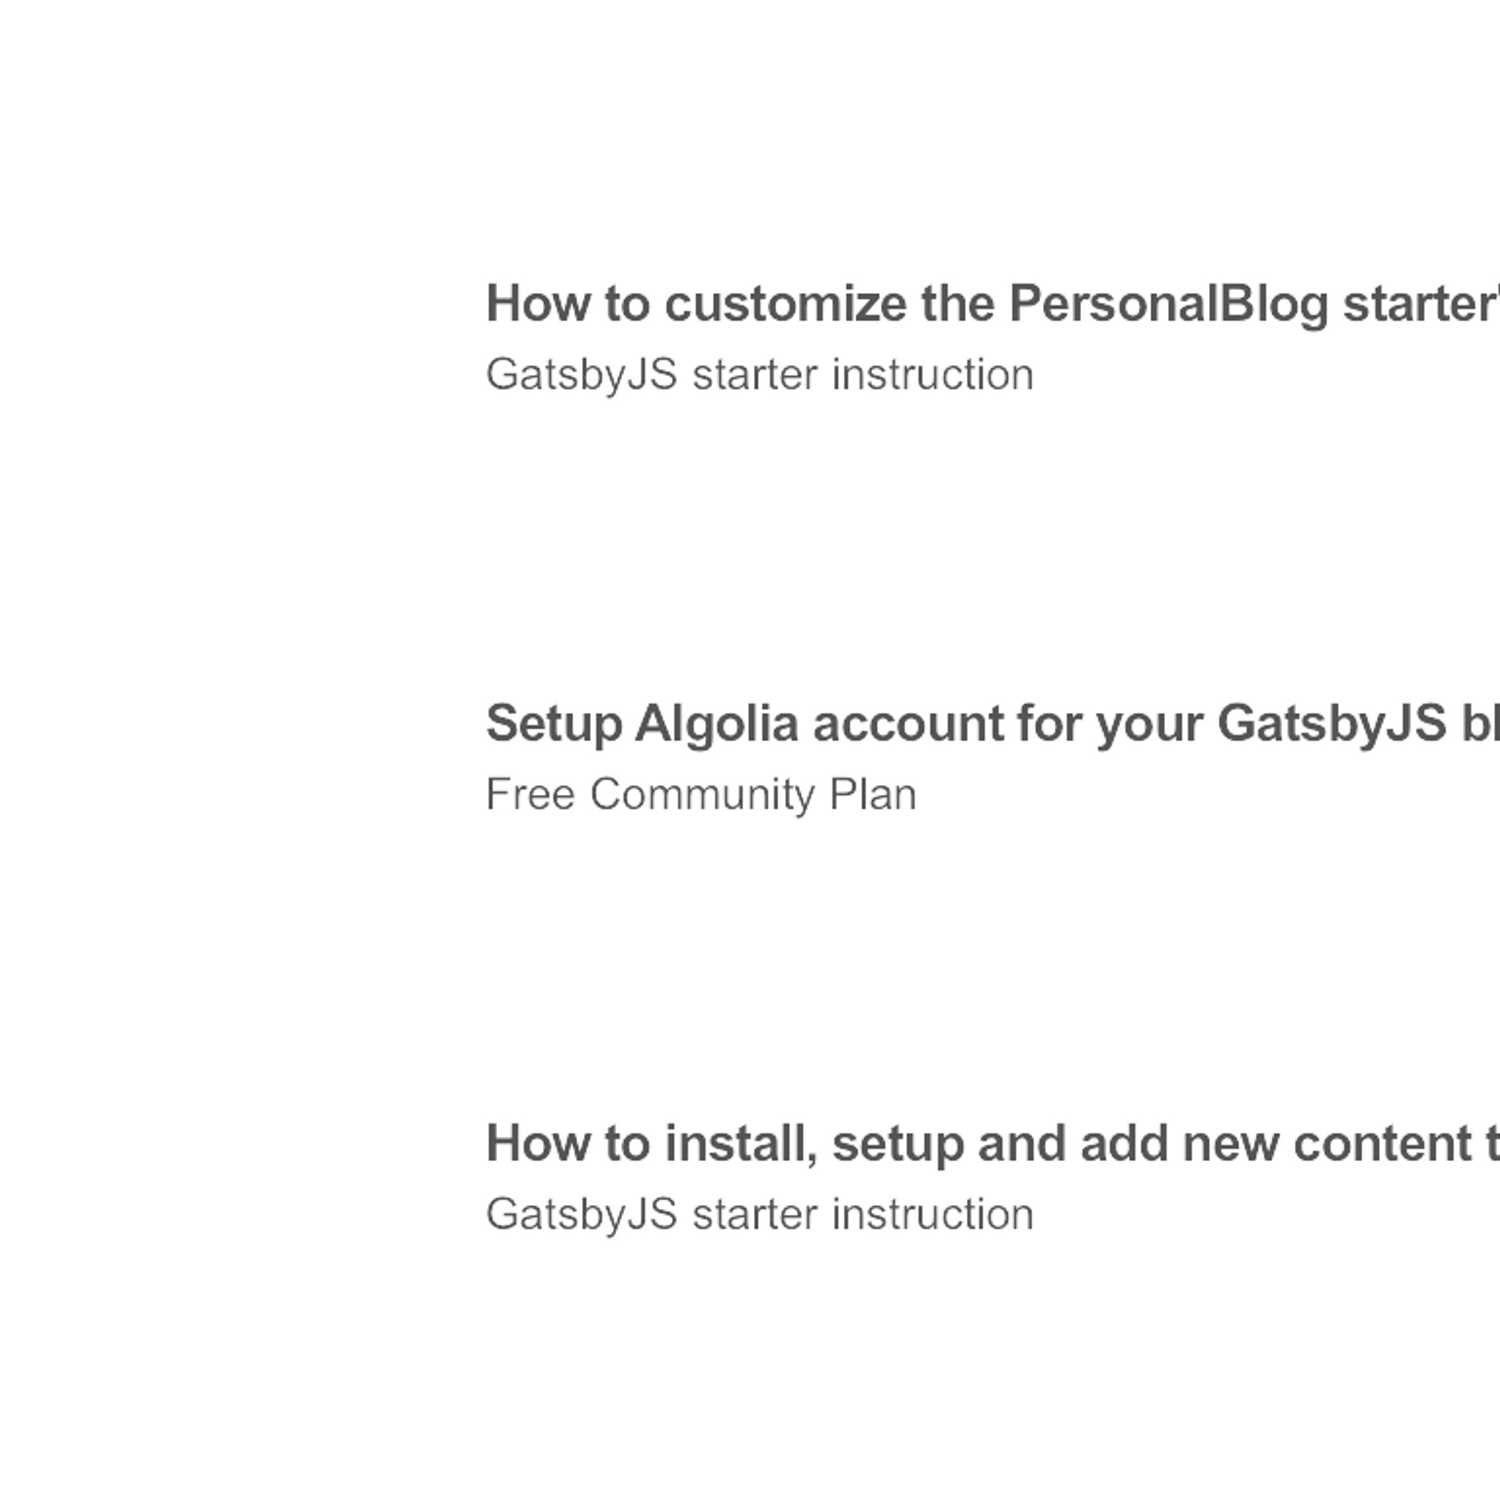 How to customize the PersonalBlog starter'
GatsbyJS starter instruction
Setup Algolia account for your GatsbyJS bl
Free Community Plan
How to install, setup and add new content t
GatsbyJS starter instruction